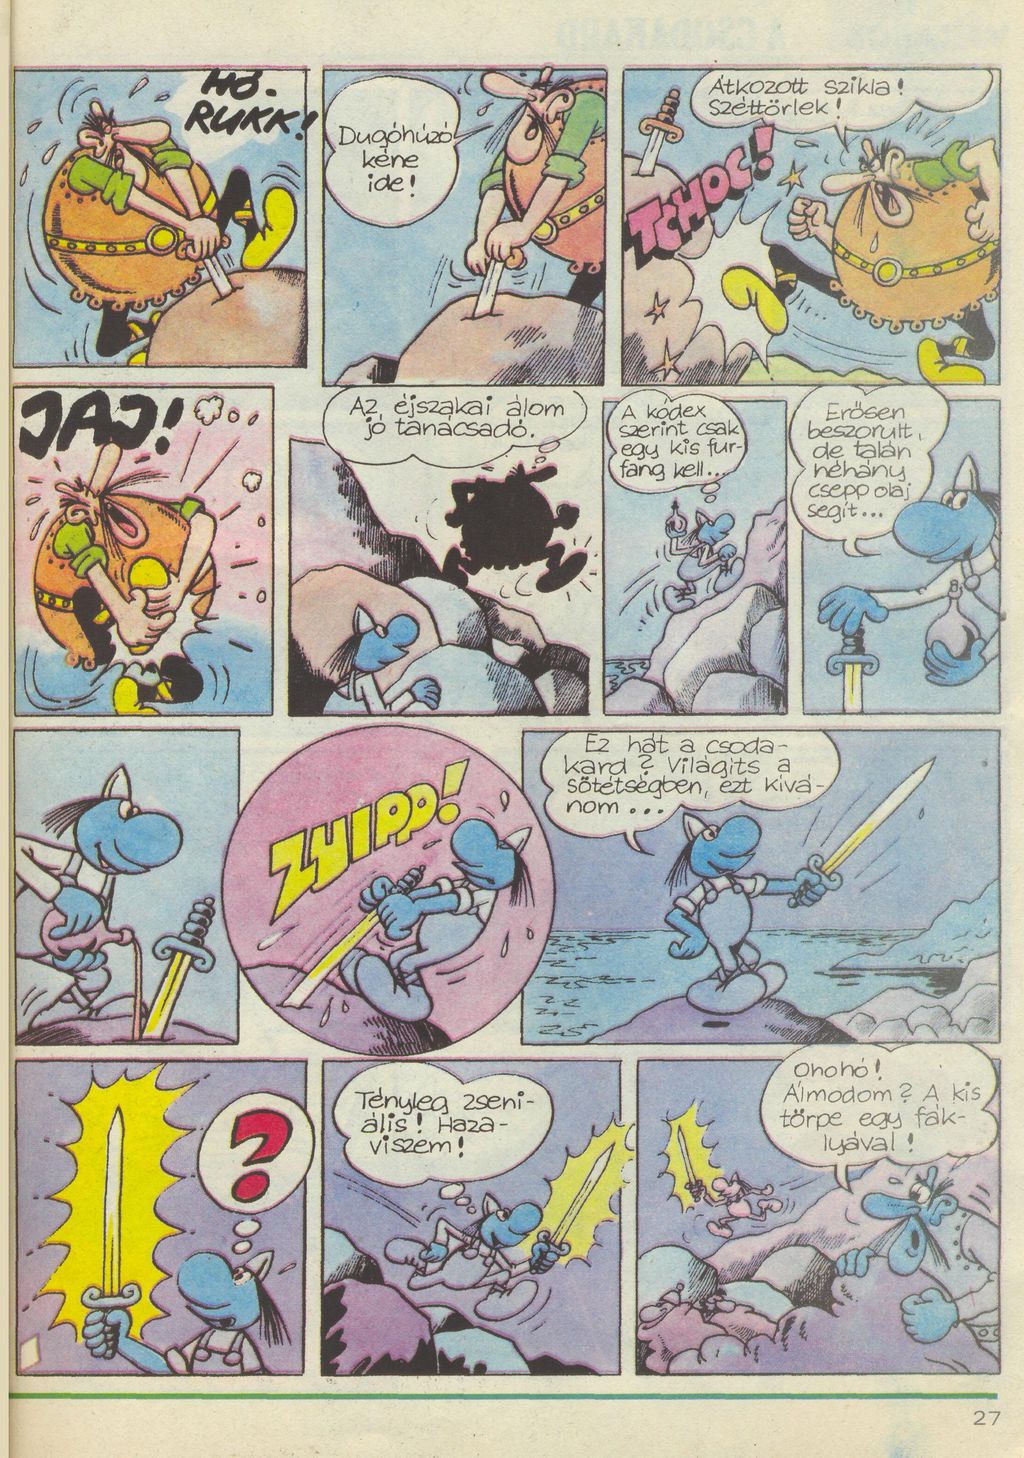 HÓ-
RUKK!
Dugóhúzó
kéne
ide!
Átkozott szikla!
Széttörlek!
TCHOC!
JAJ!
Az éjszakai álom
jó tanácsadó.
A kódex
szerint csak
egy kis fur-
fang kell...
Erősen
beszorult,
de talán
néhány
csepp olaj
segít...
ZUIPP!
Ez hát a csoda-
kard? Világíts a
sötétségben, ezt kívá-
nom...
?
Tényleg zseni-
ális! Haza-
viszem!
Ohohó!
Álmodom? A kis
törpe egy fák-
lyával!
27